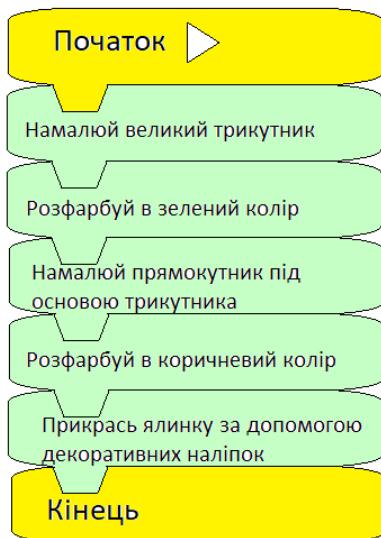 Початок
Намалюй великий трикутник
Розфарбуй в зелений колір
Намалюй прямокутник під
основою трикутника
Розфарбуй в коричневий колір
Прикрась ялинку за допомогою
декоративних наліпок
Кінець